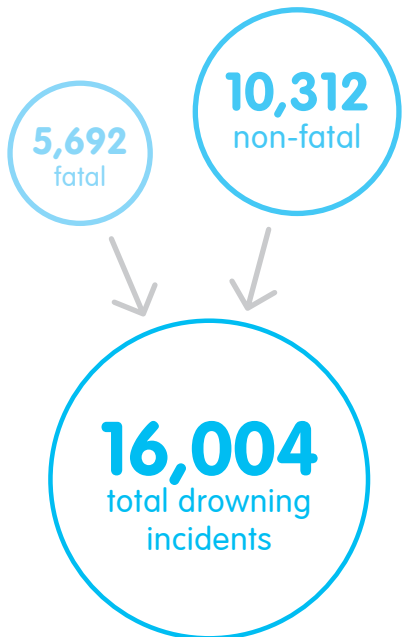 5,692
fatal
10,312
non-fatal
16,004
total drowning
incidents